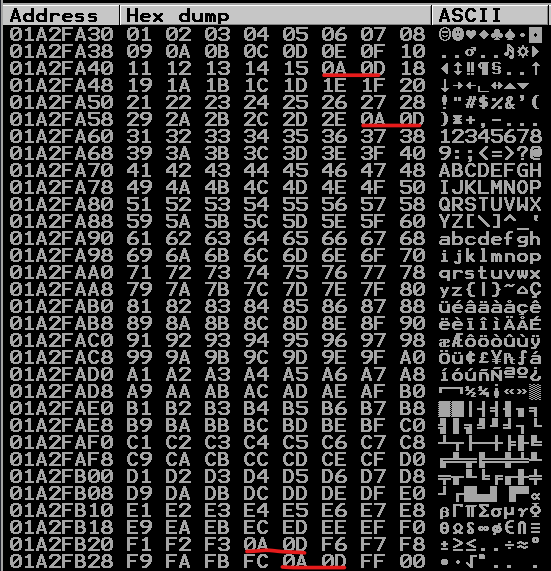 Address Hex dump ASCII
01A2FA30 01 02 03 04 05 06 07 08 ☺☻♥♦♣♠•◘
01A2FA38 09 0A 0B 0C 0D 0E 0F 10 ..♂..♫☼►
01A2FA40 11 12 13 14 15 0A 0D 18 ◄↕‼¶§..↑
01A2FA48 19 1A 1B 1C 1D 1E 1F 20 ↓→←∟↔▲▼
01A2FA50 21 22 23 24 25 26 27 28 !"#$%&'(
01A2FA58 29 2A 2B 2C 2D 2E 0A 0D )*+,-...
01A2FA60 31 32 33 34 35 36 37 38 12345678
01A2FA68 39 3A 3B 3C 3D 3E 3F 40 9:;<=>?@
01A2FA70 41 42 43 44 45 46 47 48 ABCDEFGH
01A2FA78 49 4A 4B 4C 4D 4E 4F 50 IJKLMNOP
01A2FA80 51 52 53 54 55 56 57 58 QRSTUVWX
01A2FA88 59 5A 5B 5C 5D 5E 5F 60 YZ[\]^_`
01A2FA90 61 62 63 64 65 66 67 68 abcdefgh
01A2FA98 69 6A 6B 6C 6D 6E 6F 70 ijklmnop
01A2FAA0 71 72 73 74 75 76 77 78 qrstuvwx
01A2FAA8 79 7A 7B 7C 7D 7E 7F 80 yz{|}~⌂Ç
01A2FAB0 81 82 83 84 85 86 87 88 üéâäàåçê
01A2FAB8 89 8A 8B 8C 8D 8E 8F 90 ëèïîìÄÅÉ
01A2FAC0 91 92 93 94 95 96 97 98 æÆôöòûùÿ
01A2FAC8 99 9A 9B 9C 9D 9E 9F A0 Öü¢£¥₧ƒá
01A2FAD0 A1 A2 A3 A4 A5 A6 A7 A8 íóúñѪº¿
01A2FAD8 A9 AA AB AC AD AE AF B0 ⌐¬½¼¡«»░
01A2FAE0 B1 B2 B3 B4 B5 B6 B7 B8 ▒▓│┤╡╢╖╕
01A2FAE8 B9 BA BB BC BD BE BF C0 ╣║╗╝╜╛┐└
01A2FAF0 C1 C2 C3 C4 C5 C6 C7 C8 ┴┬├─┼╞╟╚
01A2FAF8 C9 CA CB CC CD CE CF D0 ╔╩╦╠═╬╧╨
01A2FB00 D1 D2 D3 D4 D5 D6 D7 D8 ╤╥╙╘╒╓╫╪
01A2FB08 D9 DA DB DC DD DE DF E0 ┘┌█▄▌▐▀α
01A2FB10 E1 E2 E3 E4 E5 E6 E7 E8 βΓπΣσµγΦ
01A2FB18 E9 EA EB EC ED EE EF F0 θΩδ∞φ∈∩≡
01A2FB20 F1 F2 F3 0A 0D F6 F7 F8 ±≥≤..÷≈°
01A2FB28 F9 FA FB FC 0A 0D FF 00 ∙·√ⁿ.. .